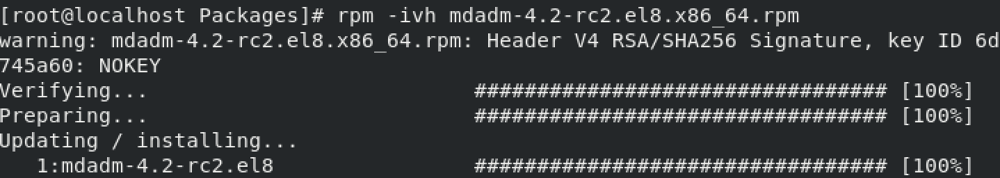 [root@localhost Packages]# rpm -ivh mdadm-4.2-rc2.el8.x86_64.rpm
warning: mdadm-4.2-rc2.el8.x86_64.rpm: Header V4 RSA/SHA256 Signature, key ID 6d
745a60: NOKEY
Verifying... ################################# [100%]
Preparing... ################################# [100%]
Updating / installing...
1:mdadm-4.2-rc2.el8 ################################# [100%]